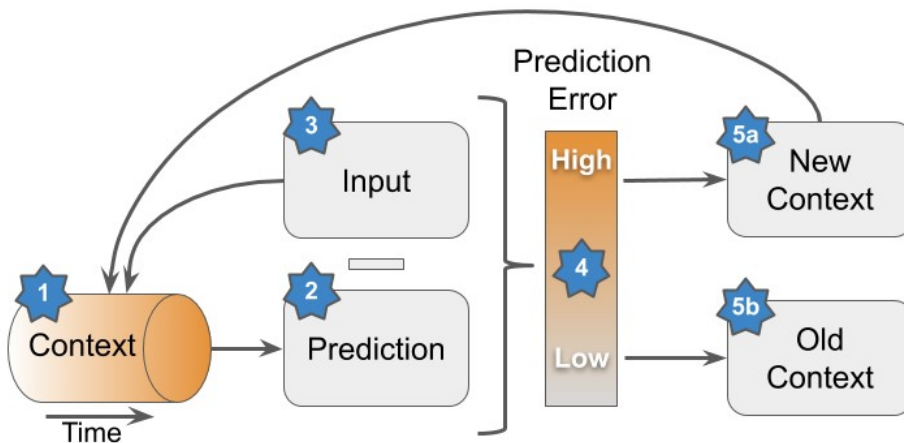 Prediction
Error
3
Input
High
5a
New
Context
1
Context
2
Prediction
4
Low
5b
Old
Context
Time